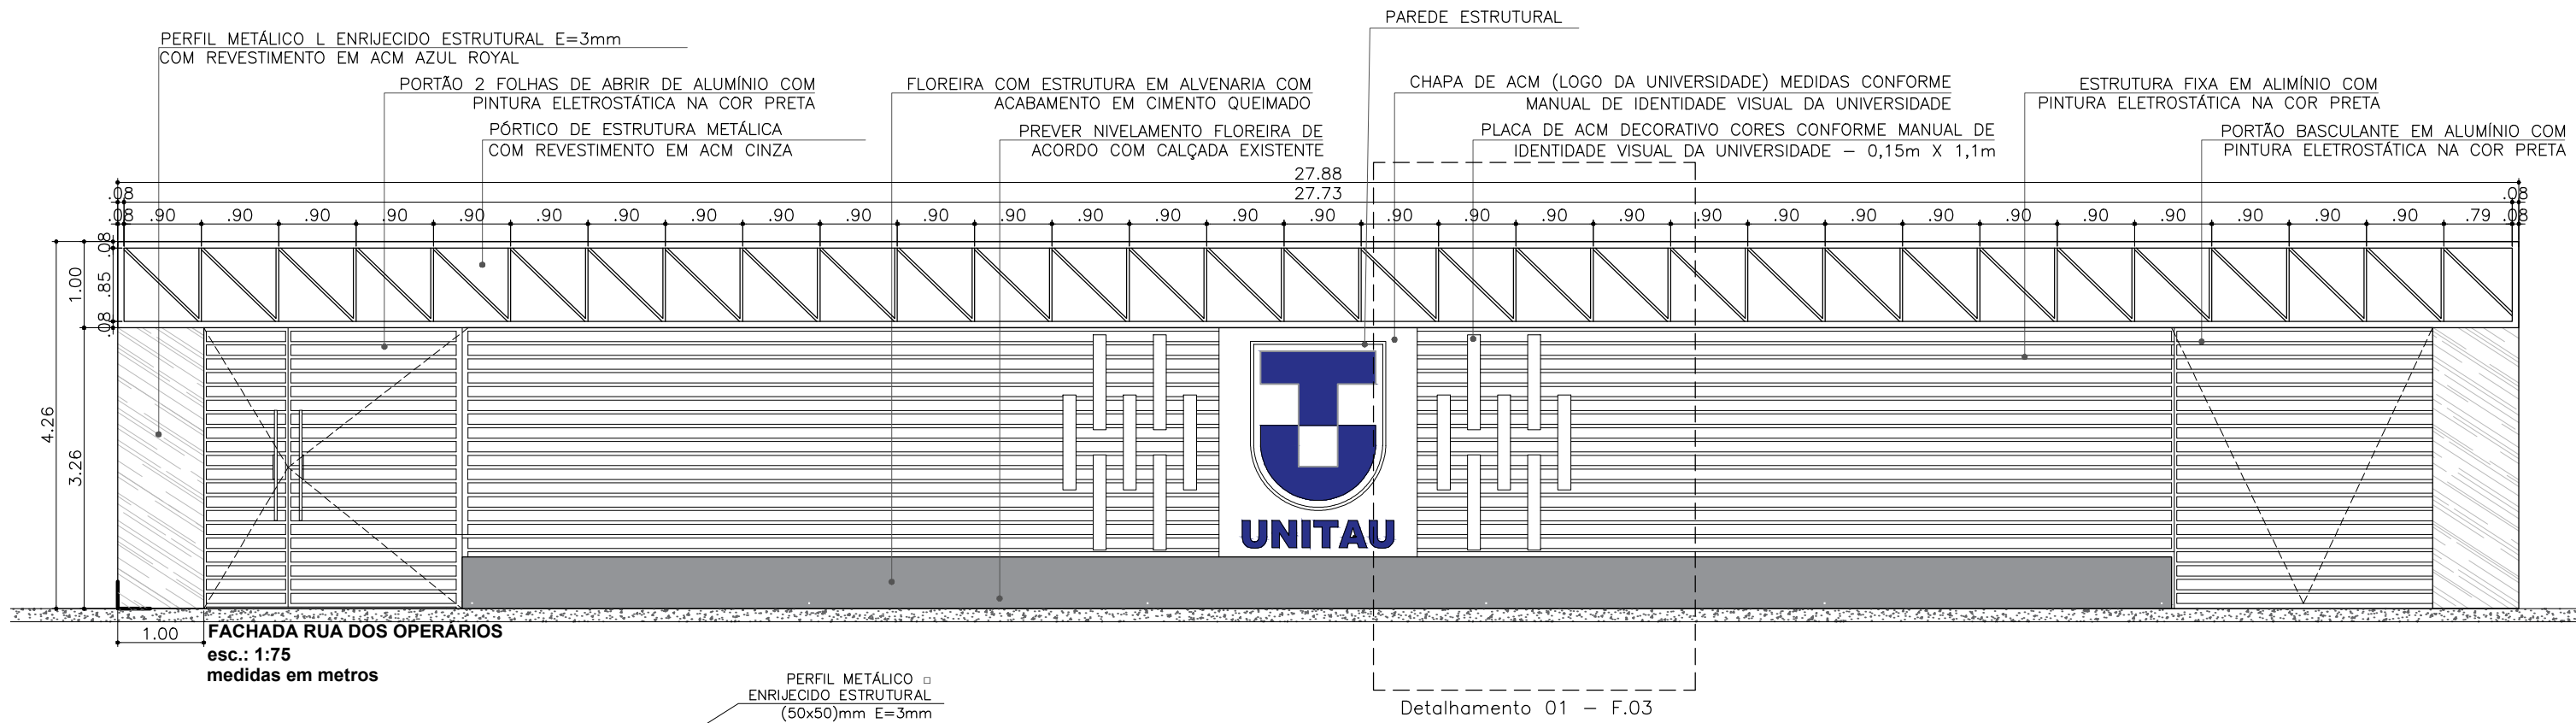 PAREDE ESTRUTURAL
PERFIL METÁLICO L ENRIJECIDO ESTRUTURAL E=3mm
COM REVESTIMENTO EM ACM AZUL ROYAL
PORTÃO 2 FOLHAS DE ABRIR DE ALUMÍNIO COM
PINTURA ELETROSTÁTICA NA COR PRETA
FLOREIRA COM ESTRUTURA EM ALVENARIA COM
ACABAMENTO EM CIMENTO QUEIMADO
CHAPA DE ACM (LOGO DA UNIVERSIDADE) MEDIDAS CONFORME
MANUAL DE IDENTIDADE VISUAL DA UNIVERSIDADE
ESTRUTURA FIXA EM ALIMÍNIO COM
PINTURA ELETROSTÁTICA NA COR PRETA
PÓRTICO DE ESTRUTURA METÁLICA
COM REVESTIMENTO EM ACM CINZA
PREVER NIVELAMENTO FLOREIRA DE
ACORDO COM CALÇADA EXISTENTE
PLACA DE ACM DECORATIVO CORES CONFORME MANUAL DE
IDENTIDADE VISUAL DA UNIVERSIDADE – 0,15m X 1,1m
PORTÃO BASCULANTE EM ALUMÍNIO COM
PINTURA ELETROSTÁTICA NA COR PRETA
27.88
.08 27.73 .08
.08 .90 .90 .90 .90 .90 .90 .90 .90 .90 .90 .90 .90 .90 .90 .90 .90 .90 .90 .90 .90 .90 .90 .90 .90 .90 .90 .90 .90 .90 .90 .79 .08
.08
1.00
.85
.08
4.26
3.26
UNITAU
1.00
FACHADA RUA DOS OPERÁRIOS
esc.: 1:75
medidas em metros
PERFIL METÁLICO □
ENRIJECIDO ESTRUTURAL
(50x50)mm E=3mm
Detalhamento 01 – F.03